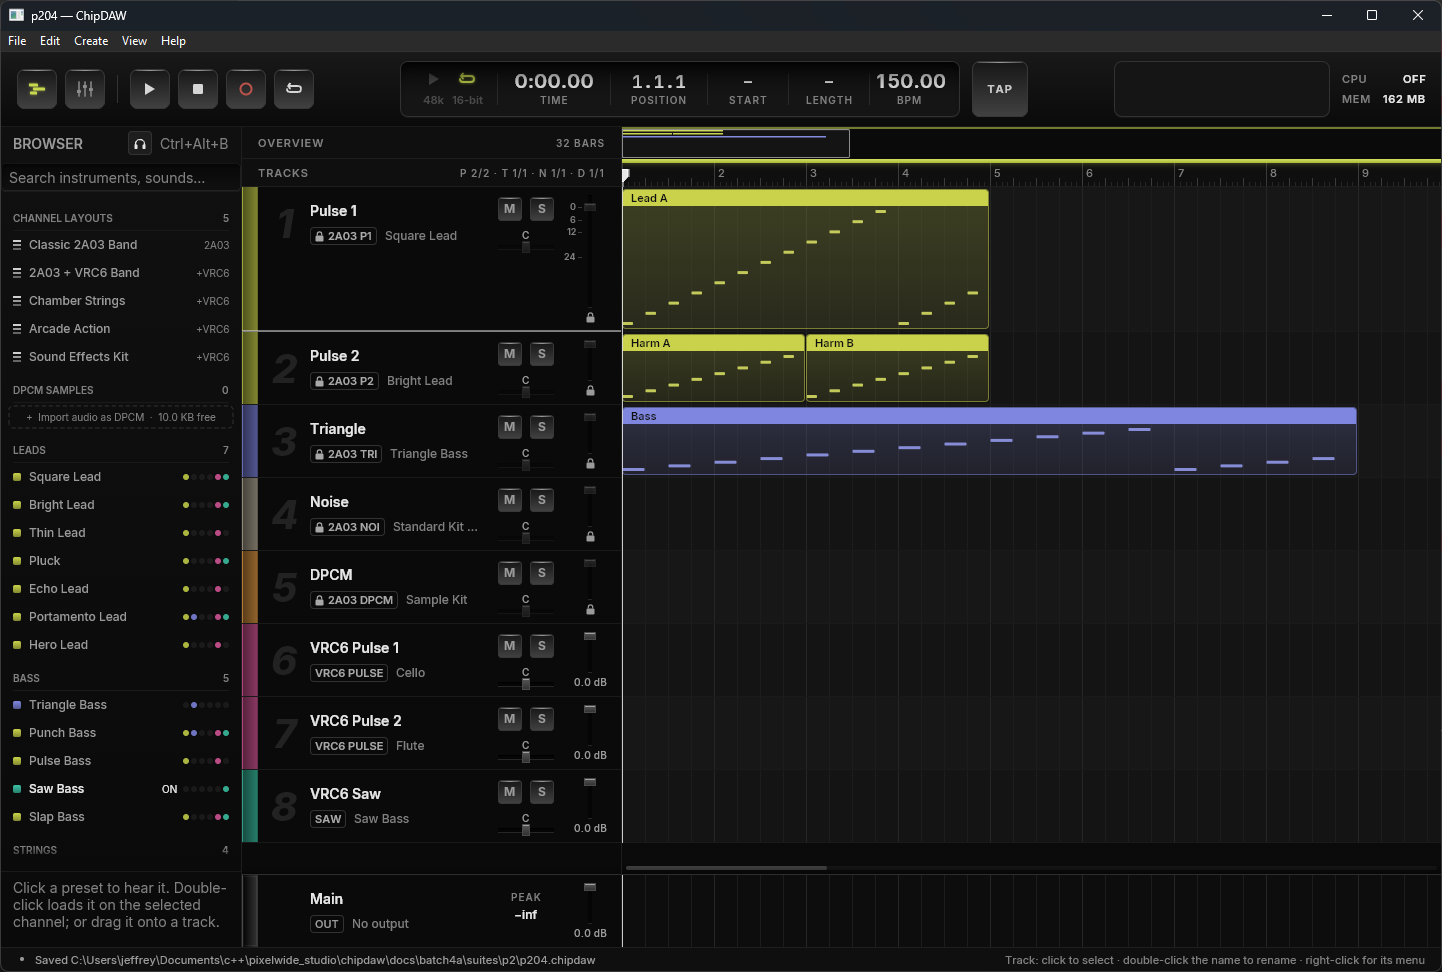 p204 — ChipDAW
File Edit Create View Help
48k 16-bit
0:00.00 TIME
1.1.1 POSITION
– START
– LENGTH
150.00 BPM
TAP
CPU OFF
MEM 162 MB
BROWSER Ctrl+Alt+B
Search instruments, sounds...
CHANNEL LAYOUTS 5
Classic 2A03 Band 2A03
2A03 + VRC6 Band +VRC6
Chamber Strings +VRC6
Arcade Action +VRC6
Sound Effects Kit +VRC6
DPCM SAMPLES 0
+ Import audio as DPCM · 10.0 KB free
LEADS 7
Square Lead
Bright Lead
Thin Lead
Pluck
Echo Lead
Portamento Lead
Hero Lead
BASS 5
Triangle Bass
Punch Bass
Pulse Bass
Saw Bass ON
Slap Bass
STRINGS 4
Click a preset to hear it. Double-
click loads it on the selected
channel; or drag it onto a track.
OVERVIEW 32 BARS
TRACKS P 2/2 · T 1/1 · N 1/1 · D 1/1
1 Pulse 1 M S
2A03 P1 Square Lead C
0
6
12
24
2 Pulse 2 M S
2A03 P2 Bright Lead C
3 Triangle M S
2A03 TRI Triangle Bass C
4 Noise M S
2A03 NOI Standard Kit ... C
5 DPCM M S
2A03 DPCM Sample Kit C
6 VRC6 Pulse 1 M S
VRC6 PULSE Cello C 0.0 dB
7 VRC6 Pulse 2 M S
VRC6 PULSE Flute C 0.0 dB
8 VRC6 Saw M S
SAW Saw Bass C 0.0 dB
Main PEAK
OUT No output –inf 0.0 dB
2 3 4 5 6 7 8 9
Lead A
Harm A Harm B
Bass
• Saved C:\Users\jeffrey\Documents\c++\pixelwide_studio\chipdaw\docs\batch4a\suites\p2\p204.chipdaw
Track: click to select · double-click the name to rename · right-click for its menu